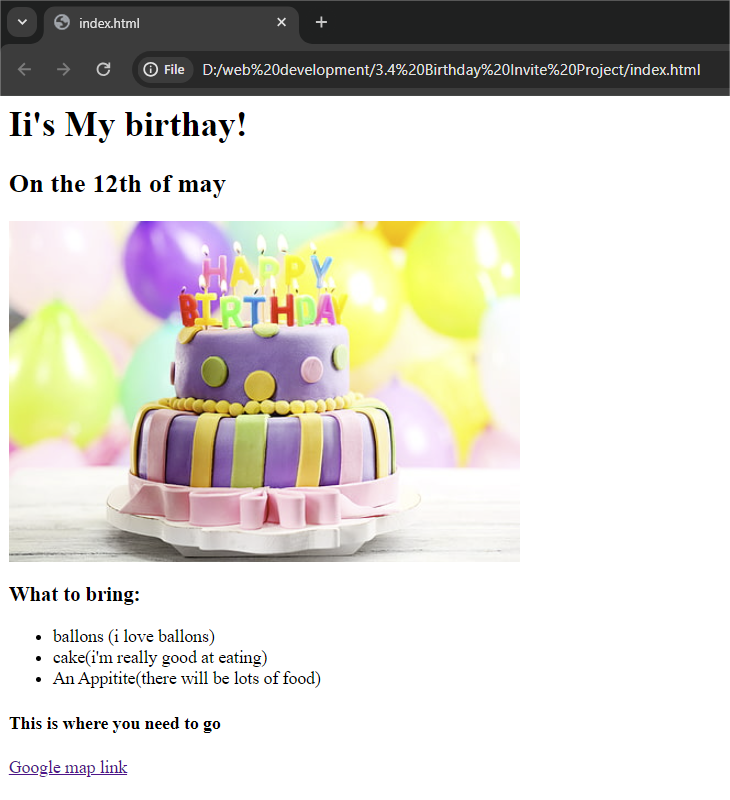 index.html
File
D:/web%20development/3.4%20Birthday%20Invite%20Project/index.html
Ii's My birthay!
On the 12th of may
HAPPY
BIRTHDAY
What to bring:
ballons (i love ballons)
cake(i'm really good at eating)
An Appitite(there will be lots of food)
This is where you need to go
Google map link